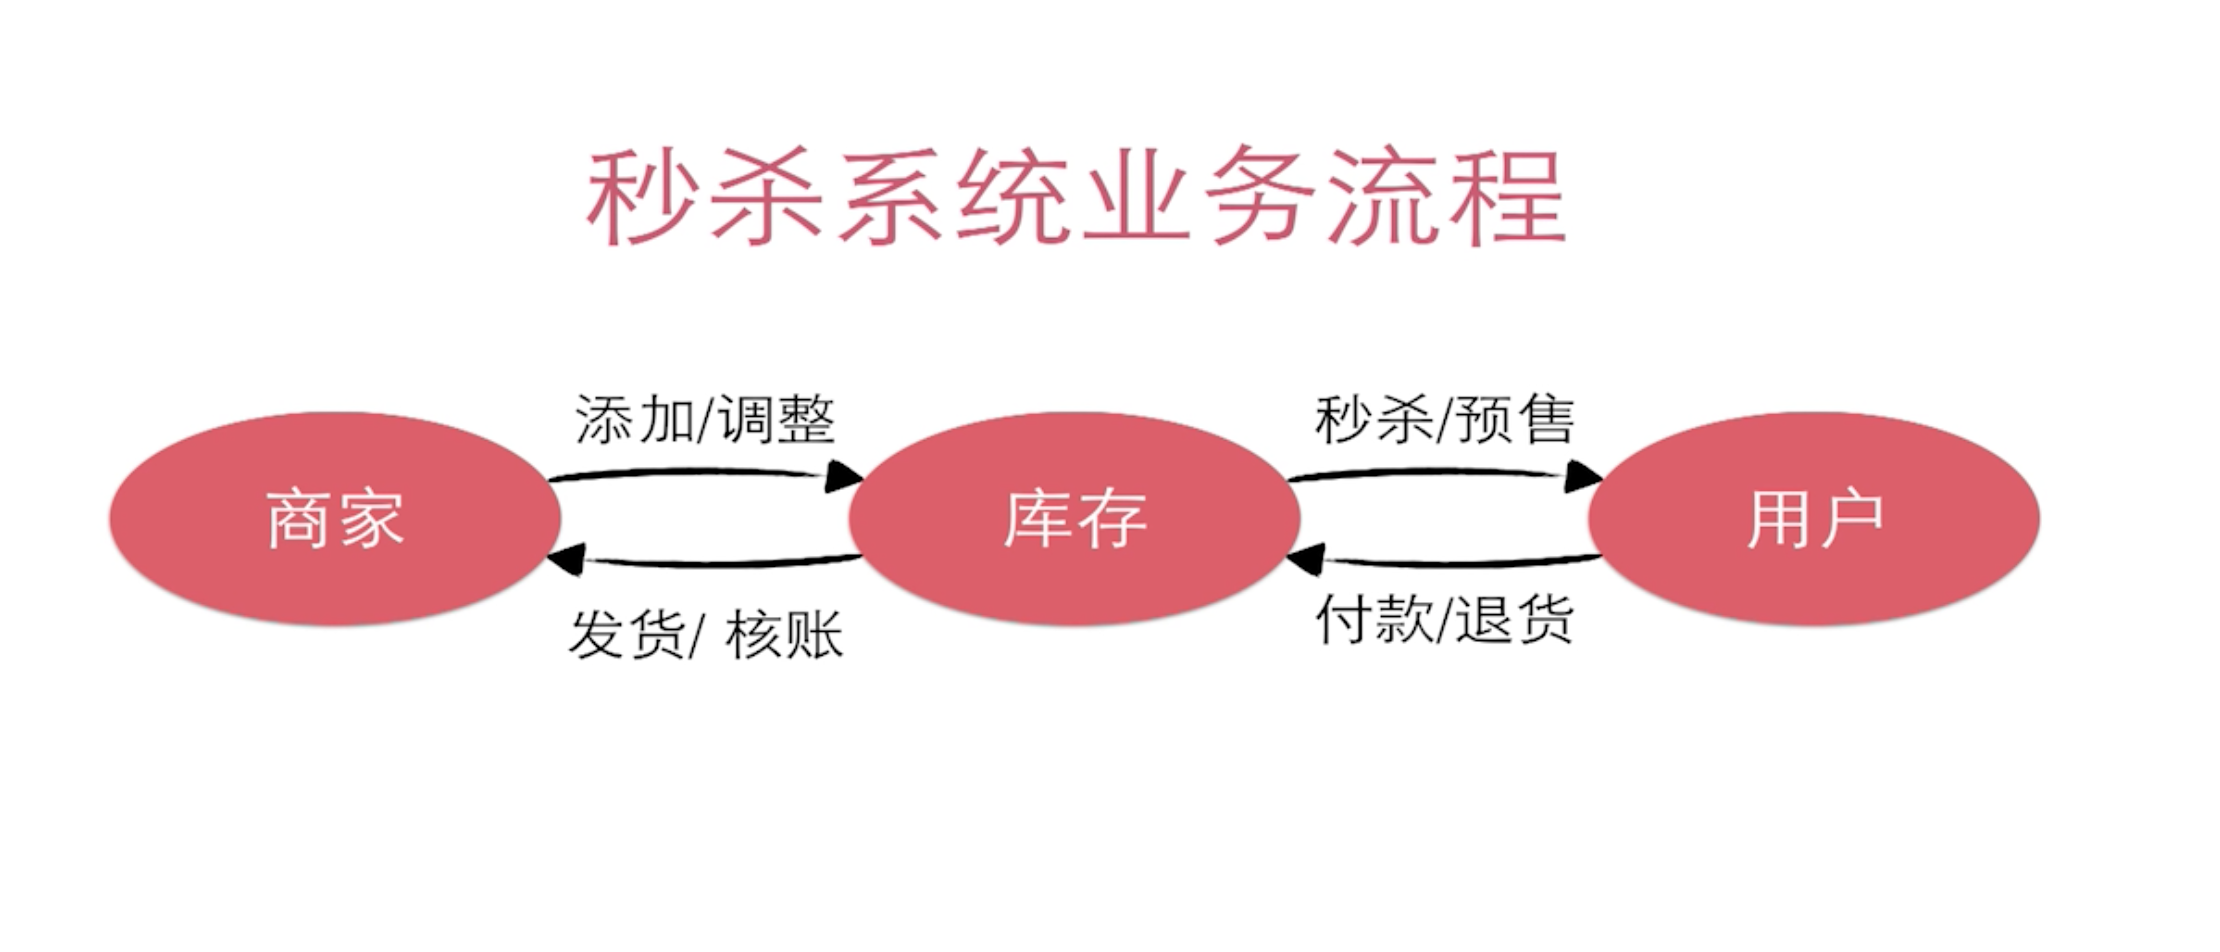 秒杀系统业务流程
添加/调整
秒杀/预售
商家
库存
用户
发货/ 核账
付款/退货